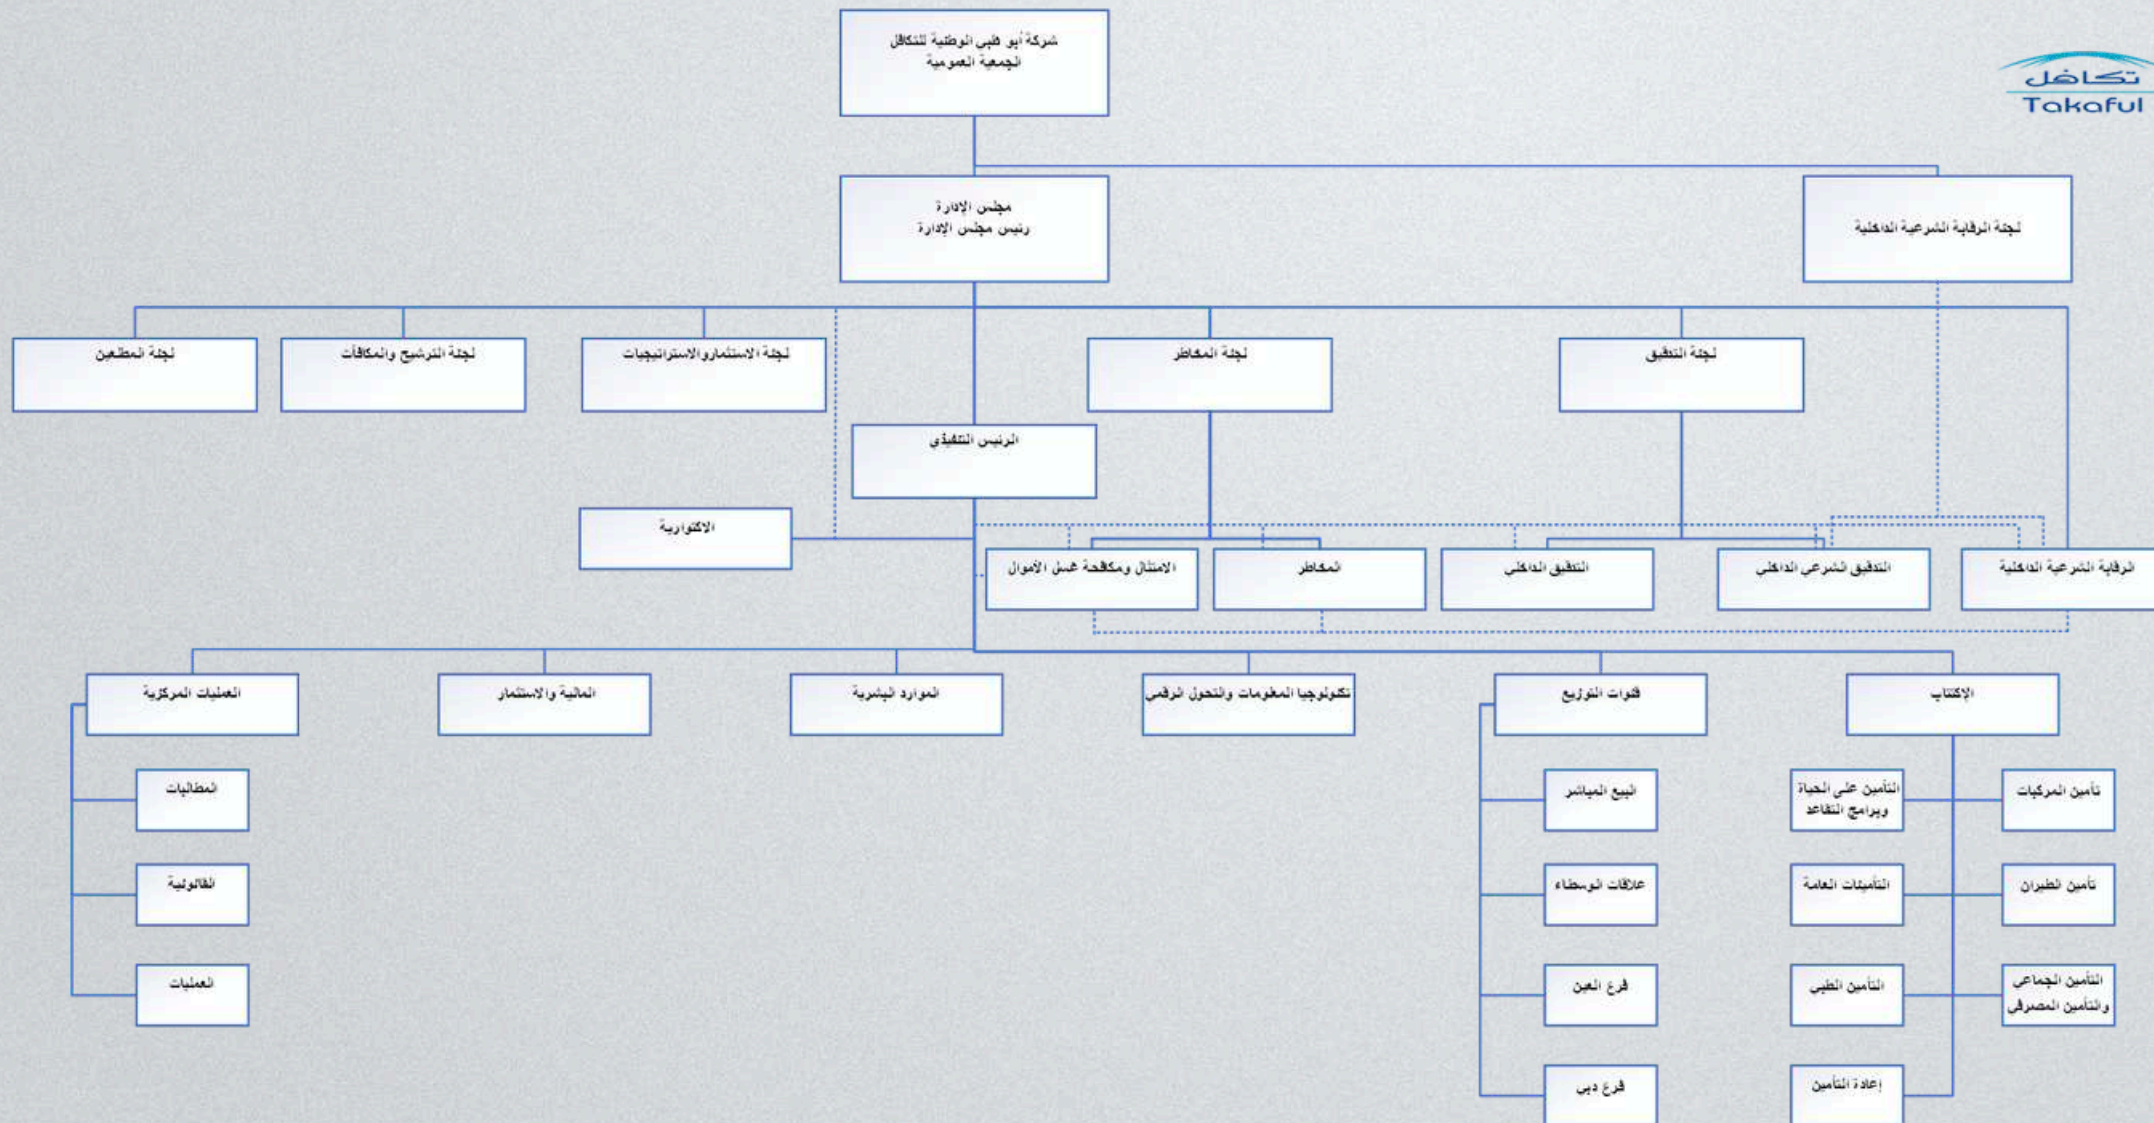 شركة أبو ظبي الوطنية للتكافل
الجمعية العمومية
تكافل
Takaful
مجلس الإدارة
رئيس مجلس الإدارة
لجنة الرقابة الشرعية الداخلية
لجنة التدقيق
لجنة المخاطر
لجنة الاستثمار والاستراتيجيات
لجنة الترشيح والمكافآت
لجنة المطلعين
الرئيس التنفيذي
الاكتوارية
الرقابة الشرعية الداخلية
التدقيق الشرعي الداخلي
التدقيق الداخلي
المخاطر
الامتثال ومكافحة غسل الأموال
الإكتتاب
قنوات التوزيع
تكنولوجيا المعلومات والتحول الرقمي
الموارد البشرية
المالية والاستثمار
العمليات المركزية
تأمين المركبات
التأمين على الحياة
وبرامج التقاعد
البيع المباشر
المطالبات
تأمين الطيران
التأمينات العامة
علاقات الوسطاء
القانونية
التأمين الجماعي
والتأمين المصرفي
التأمين الطبي
فرع العين
العمليات
إعادة التأمين
فرع دبي